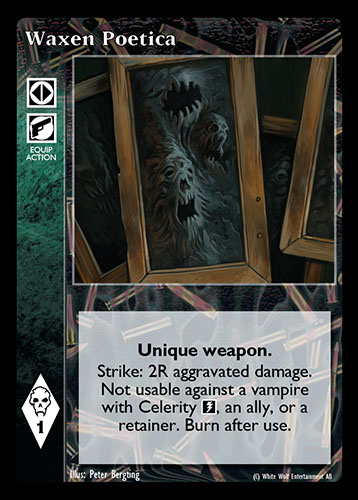 Waxen Poetica
EQUIP
ACTION
Unique weapon.
Strike: 2R aggravated damage.
Not usable against a vampire
with Celerity , an ally, or a
retainer. Burn after use.
1
Illus: Peter Bergting
(C) White Wolf Entertainment AB